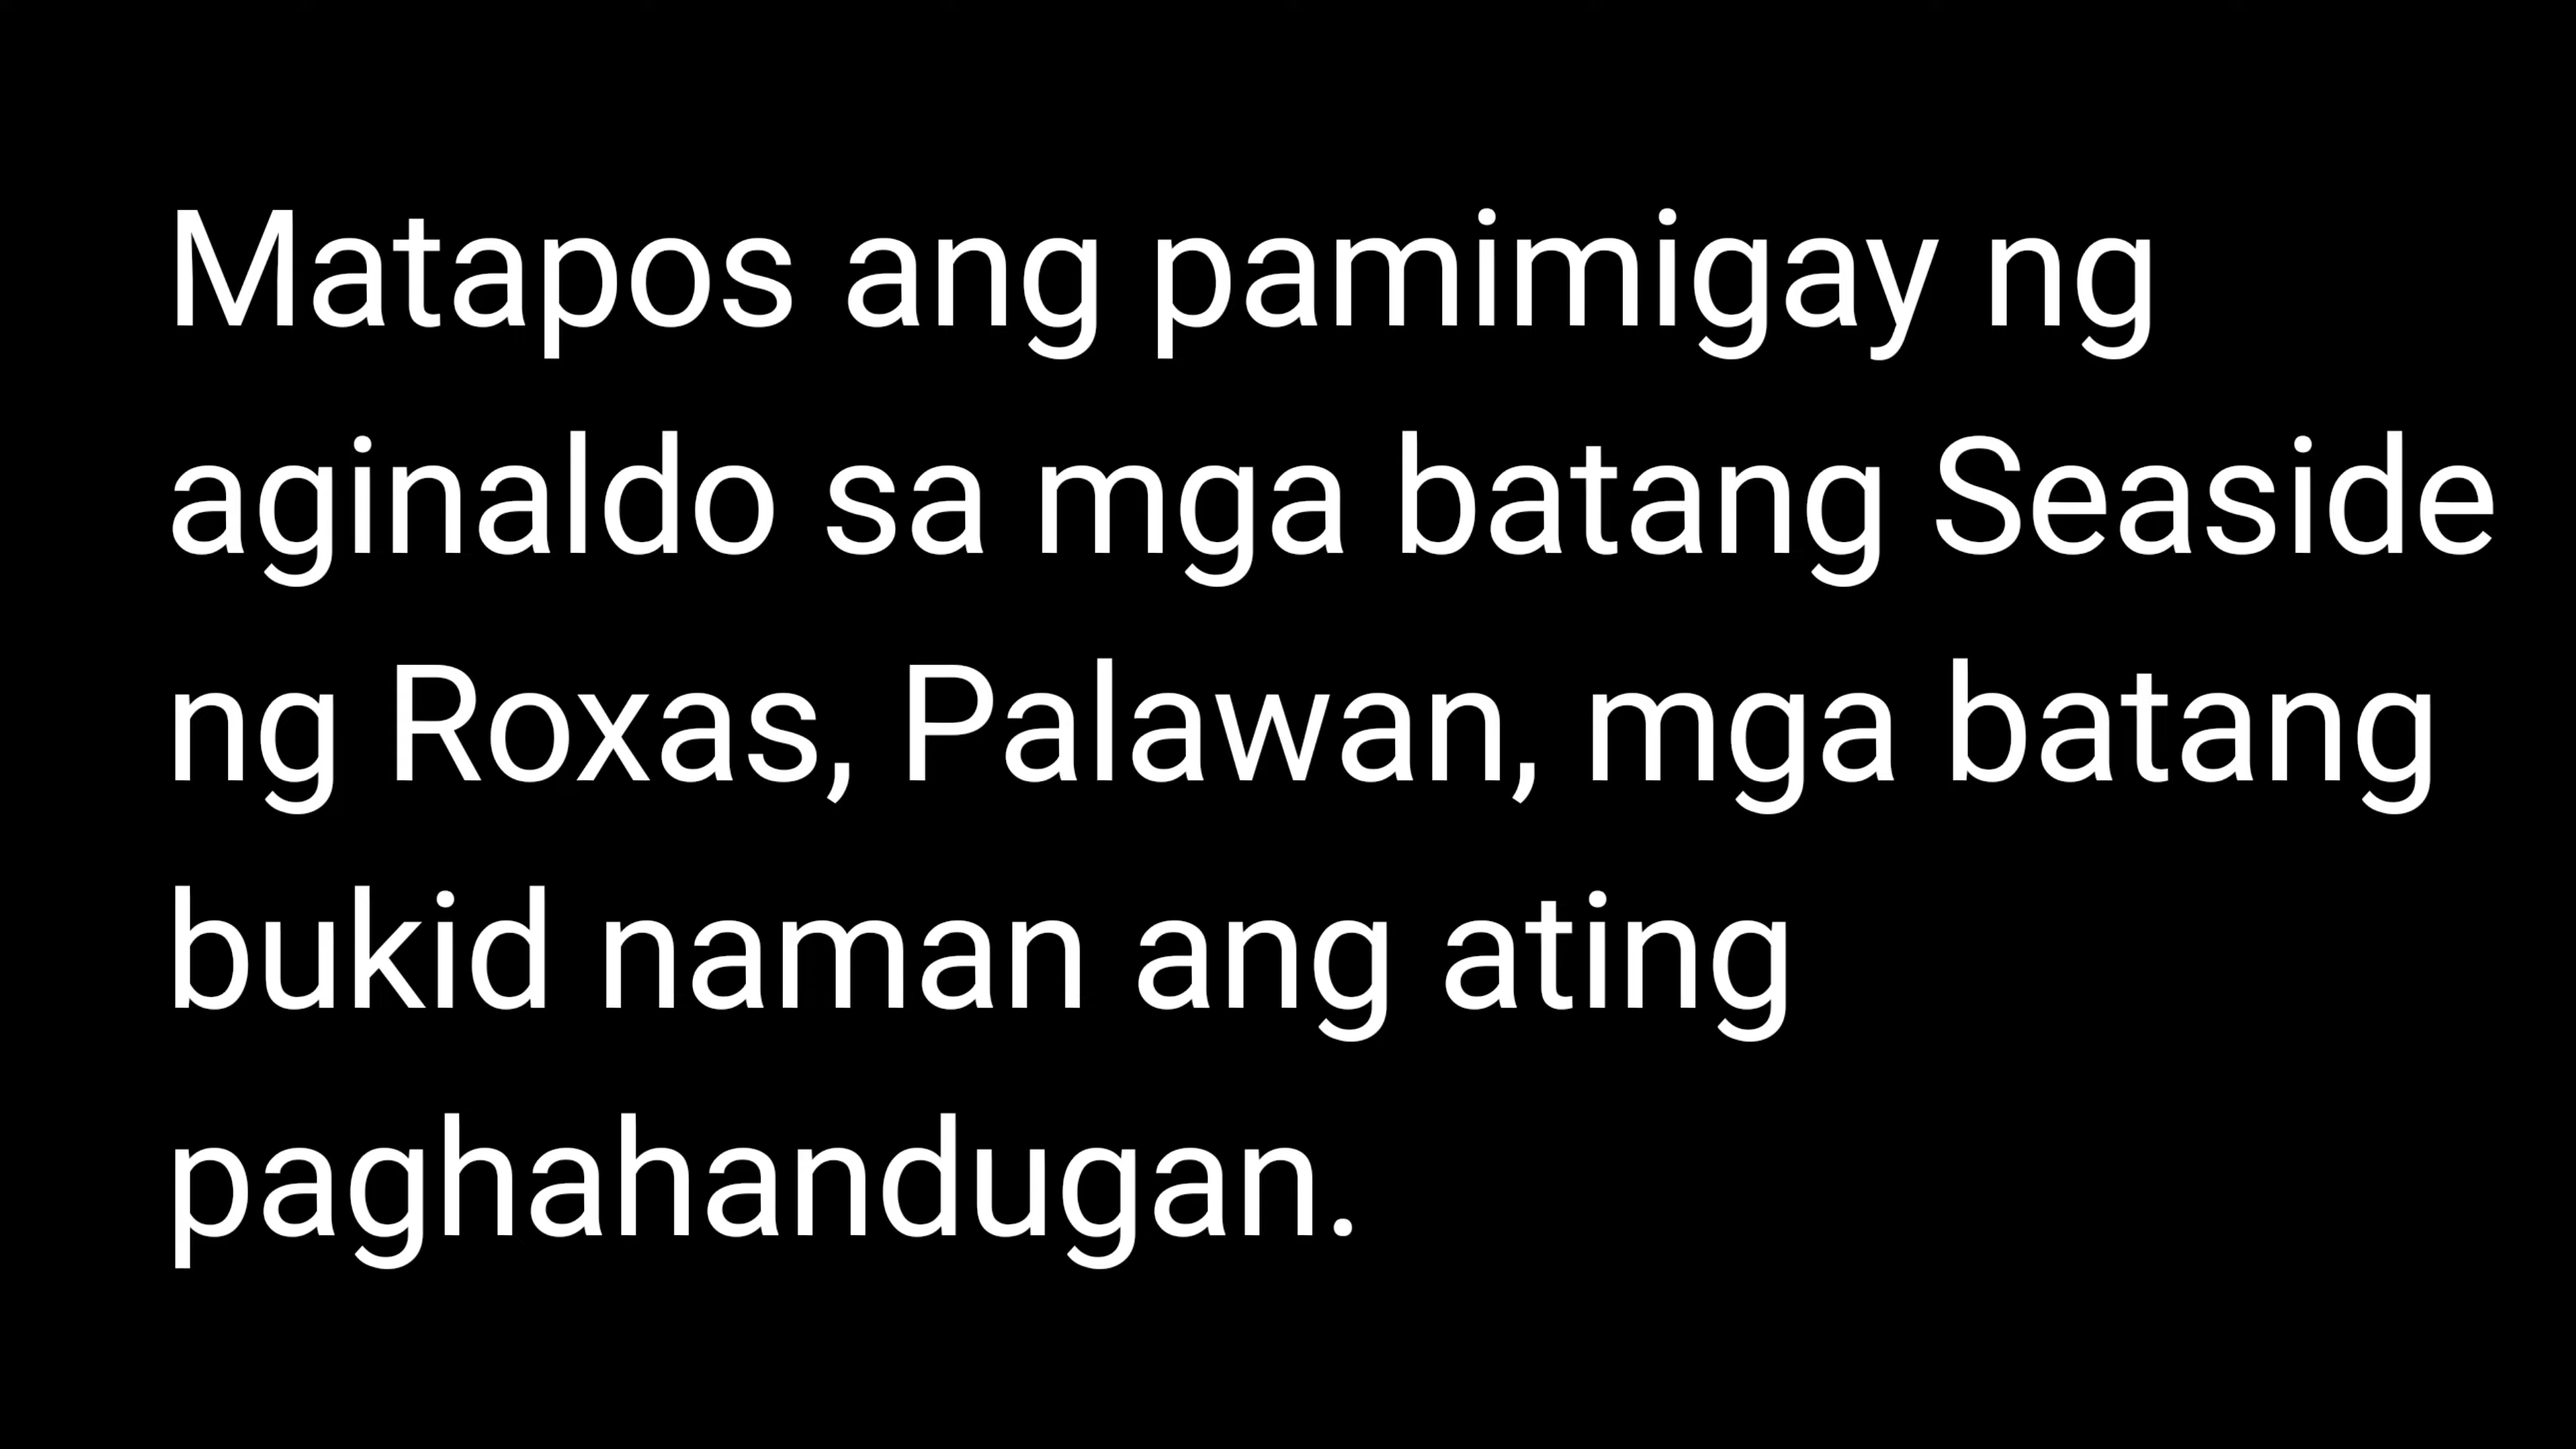 Matapos ang pamimigay ng
aginaldo sa mga batang Seaside
ng Roxas, Palawan, mga batang
bukid naman ang ating
paghahandugan.